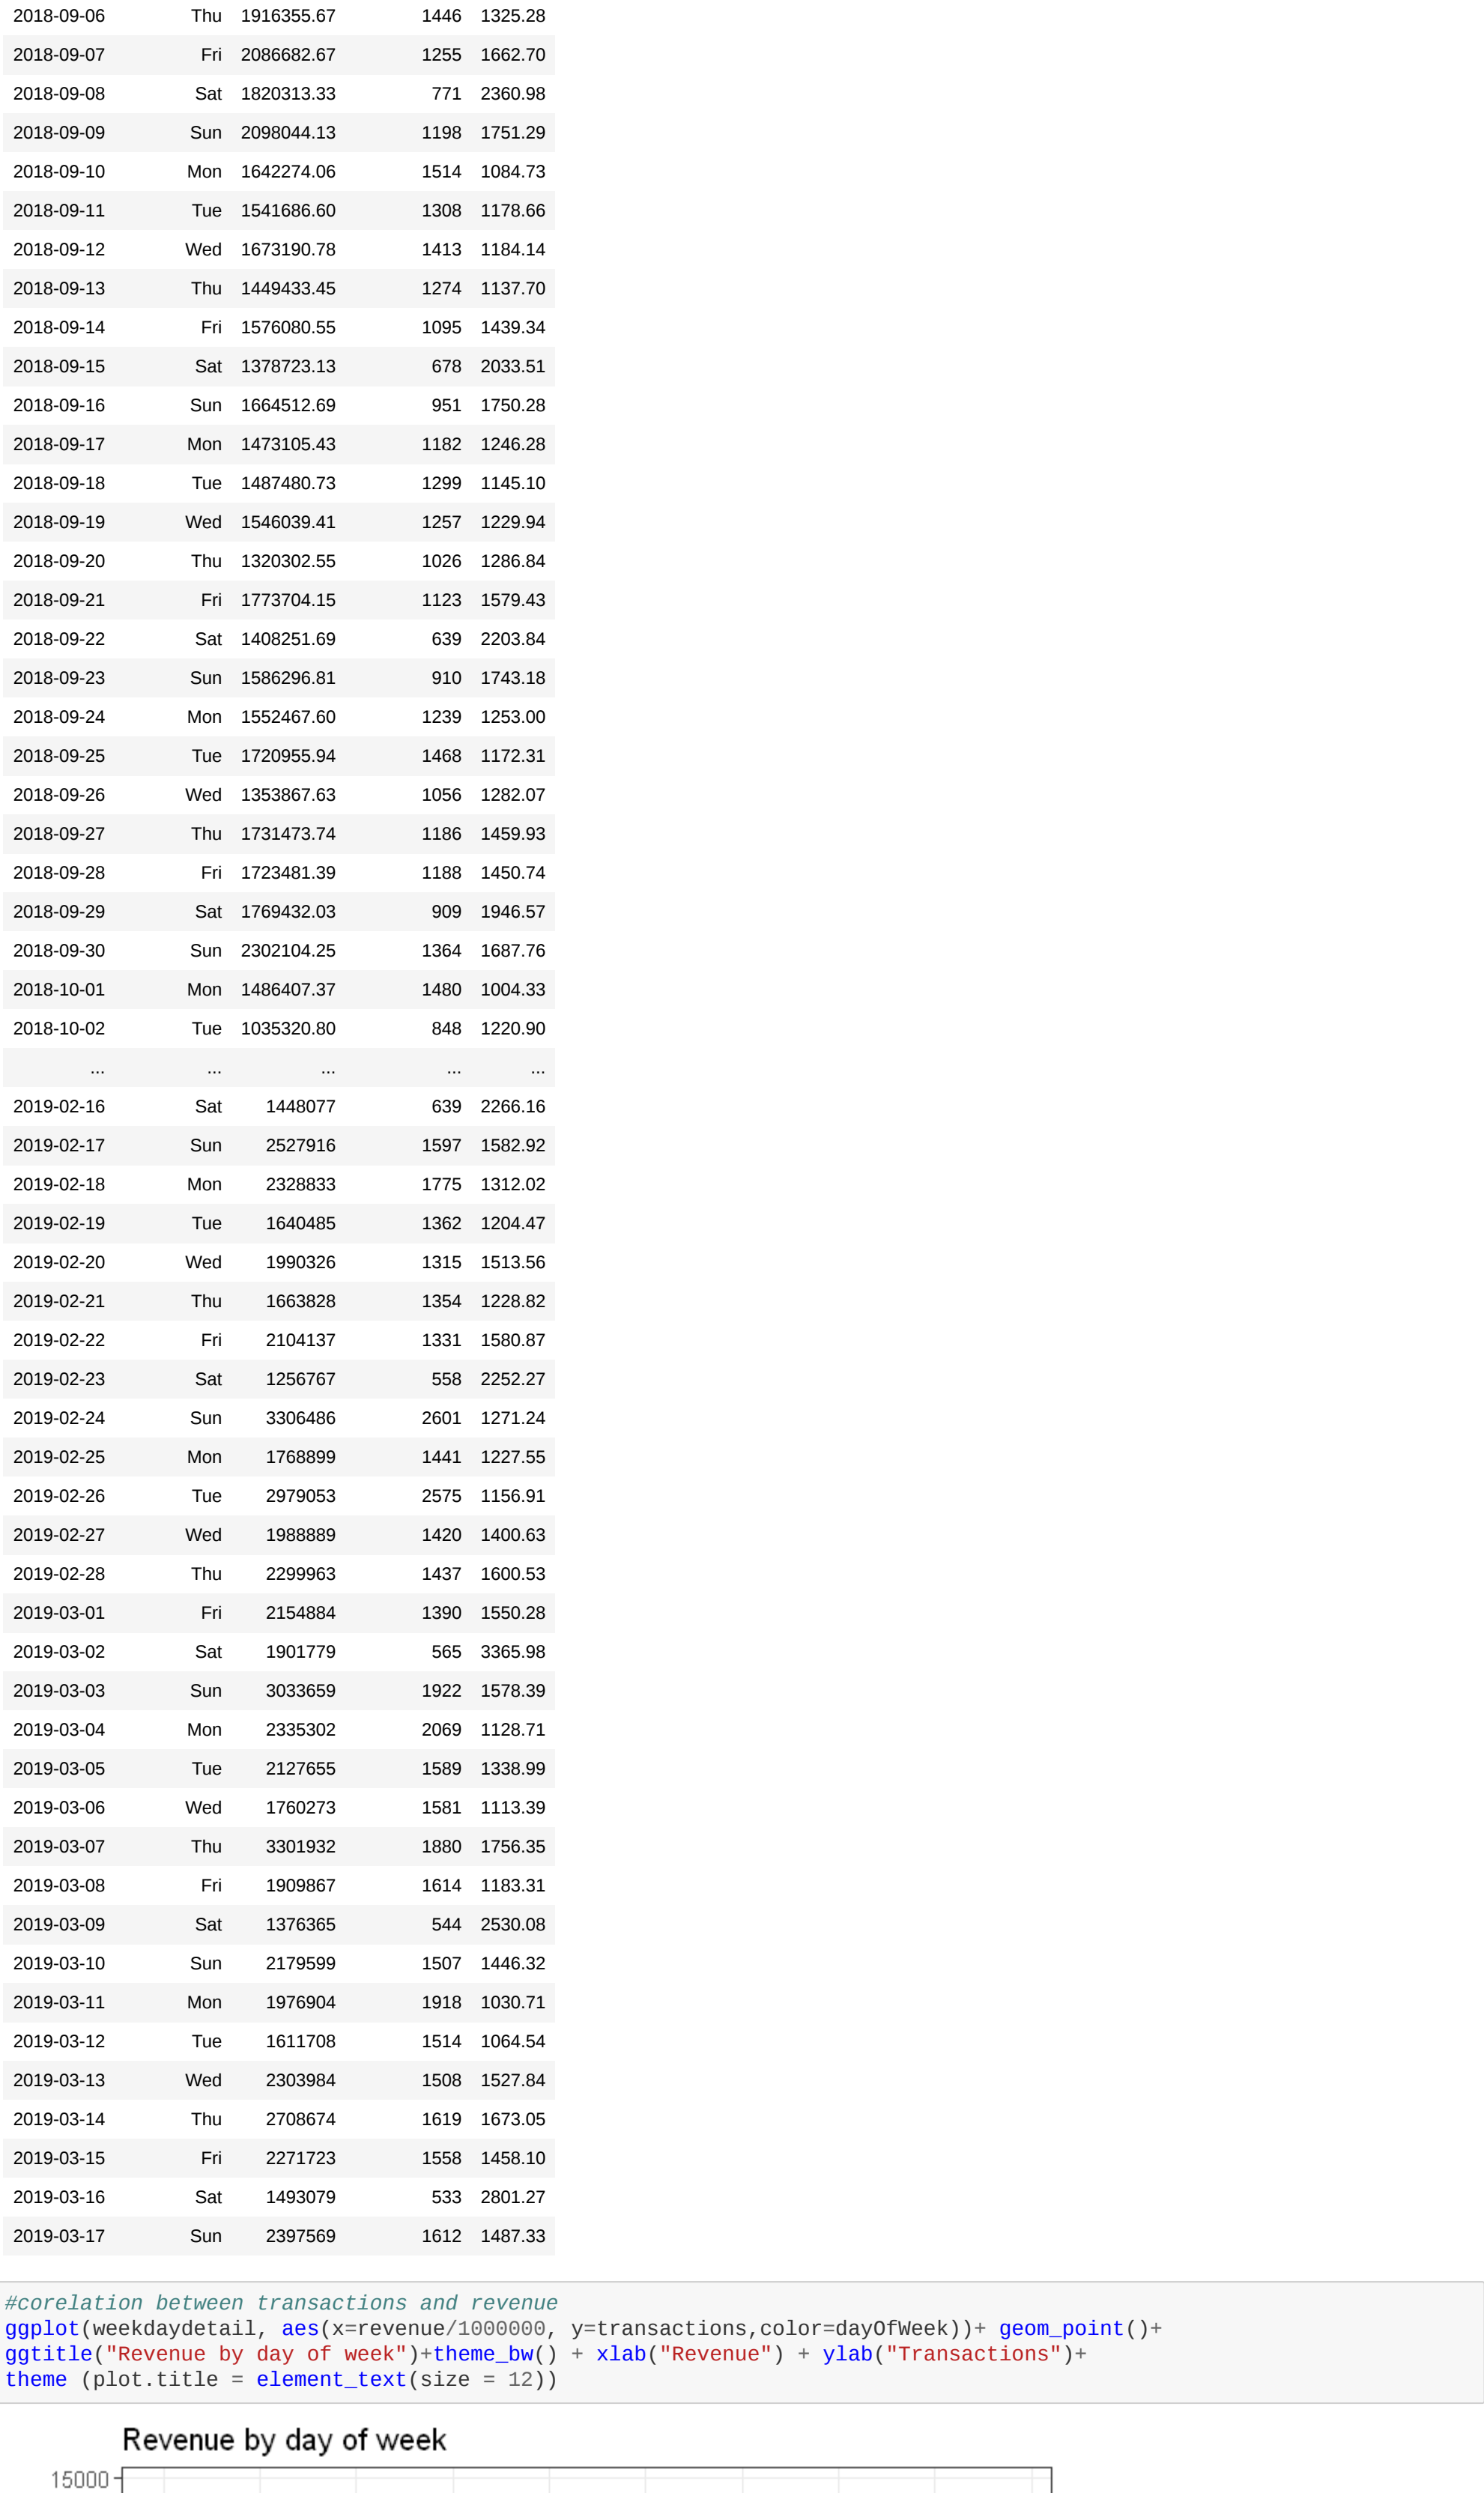 2018-09-06 Thu 1916355.67 1446 1325.28
2018-09-07 Fri 2086682.67 1255 1662.70
2018-09-08 Sat 1820313.33 771 2360.98
2018-09-09 Sun 2098044.13 1198 1751.29
2018-09-10 Mon 1642274.06 1514 1084.73
2018-09-11 Tue 1541686.60 1308 1178.66
2018-09-12 Wed 1673190.78 1413 1184.14
2018-09-13 Thu 1449433.45 1274 1137.70
2018-09-14 Fri 1576080.55 1095 1439.34
2018-09-15 Sat 1378723.13 678 2033.51
2018-09-16 Sun 1664512.69 951 1750.28
2018-09-17 Mon 1473105.43 1182 1246.28
2018-09-18 Tue 1487480.73 1299 1145.10
2018-09-19 Wed 1546039.41 1257 1229.94
2018-09-20 Thu 1320302.55 1026 1286.84
2018-09-21 Fri 1773704.15 1123 1579.43
2018-09-22 Sat 1408251.69 639 2203.84
2018-09-23 Sun 1586296.81 910 1743.18
2018-09-24 Mon 1552467.60 1239 1253.00
2018-09-25 Tue 1720955.94 1468 1172.31
2018-09-26 Wed 1353867.63 1056 1282.07
2018-09-27 Thu 1731473.74 1186 1459.93
2018-09-28 Fri 1723481.39 1188 1450.74
2018-09-29 Sat 1769432.03 909 1946.57
2018-09-30 Sun 2302104.25 1364 1687.76
2018-10-01 Mon 1486407.37 1480 1004.33
2018-10-02 Tue 1035320.80 848 1220.90
... ... ... ... ...
2019-02-16 Sat 1448077 639 2266.16
2019-02-17 Sun 2527916 1597 1582.92
2019-02-18 Mon 2328833 1775 1312.02
2019-02-19 Tue 1640485 1362 1204.47
2019-02-20 Wed 1990326 1315 1513.56
2019-02-21 Thu 1663828 1354 1228.82
2019-02-22 Fri 2104137 1331 1580.87
2019-02-23 Sat 1256767 558 2252.27
2019-02-24 Sun 3306486 2601 1271.24
2019-02-25 Mon 1768899 1441 1227.55
2019-02-26 Tue 2979053 2575 1156.91
2019-02-27 Wed 1988889 1420 1400.63
2019-02-28 Thu 2299963 1437 1600.53
2019-03-01 Fri 2154884 1390 1550.28
2019-03-02 Sat 1901779 565 3365.98
2019-03-03 Sun 3033659 1922 1578.39
2019-03-04 Mon 2335302 2069 1128.71
2019-03-05 Tue 2127655 1589 1338.99
2019-03-06 Wed 1760273 1581 1113.39
2019-03-07 Thu 3301932 1880 1756.35
2019-03-08 Fri 1909867 1614 1183.31
2019-03-09 Sat 1376365 544 2530.08
2019-03-10 Sun 2179599 1507 1446.32
2019-03-11 Mon 1976904 1918 1030.71
2019-03-12 Tue 1611708 1514 1064.54
2019-03-13 Wed 2303984 1508 1527.84
2019-03-14 Thu 2708674 1619 1673.05
2019-03-15 Fri 2271723 1558 1458.10
2019-03-16 Sat 1493079 533 2801.27
2019-03-17 Sun 2397569 1612 1487.33
#corelation between transactions and revenue
ggplot(weekdaydetail, aes(x=revenue/1000000, y=transactions,color=dayOfWeek))+ geom_point()+
ggtitle("Revenue by day of week")+theme_bw() + xlab("Revenue") + ylab("Transactions")+
theme (plot.title = element_text(size = 12))
Revenue by day of week
15000